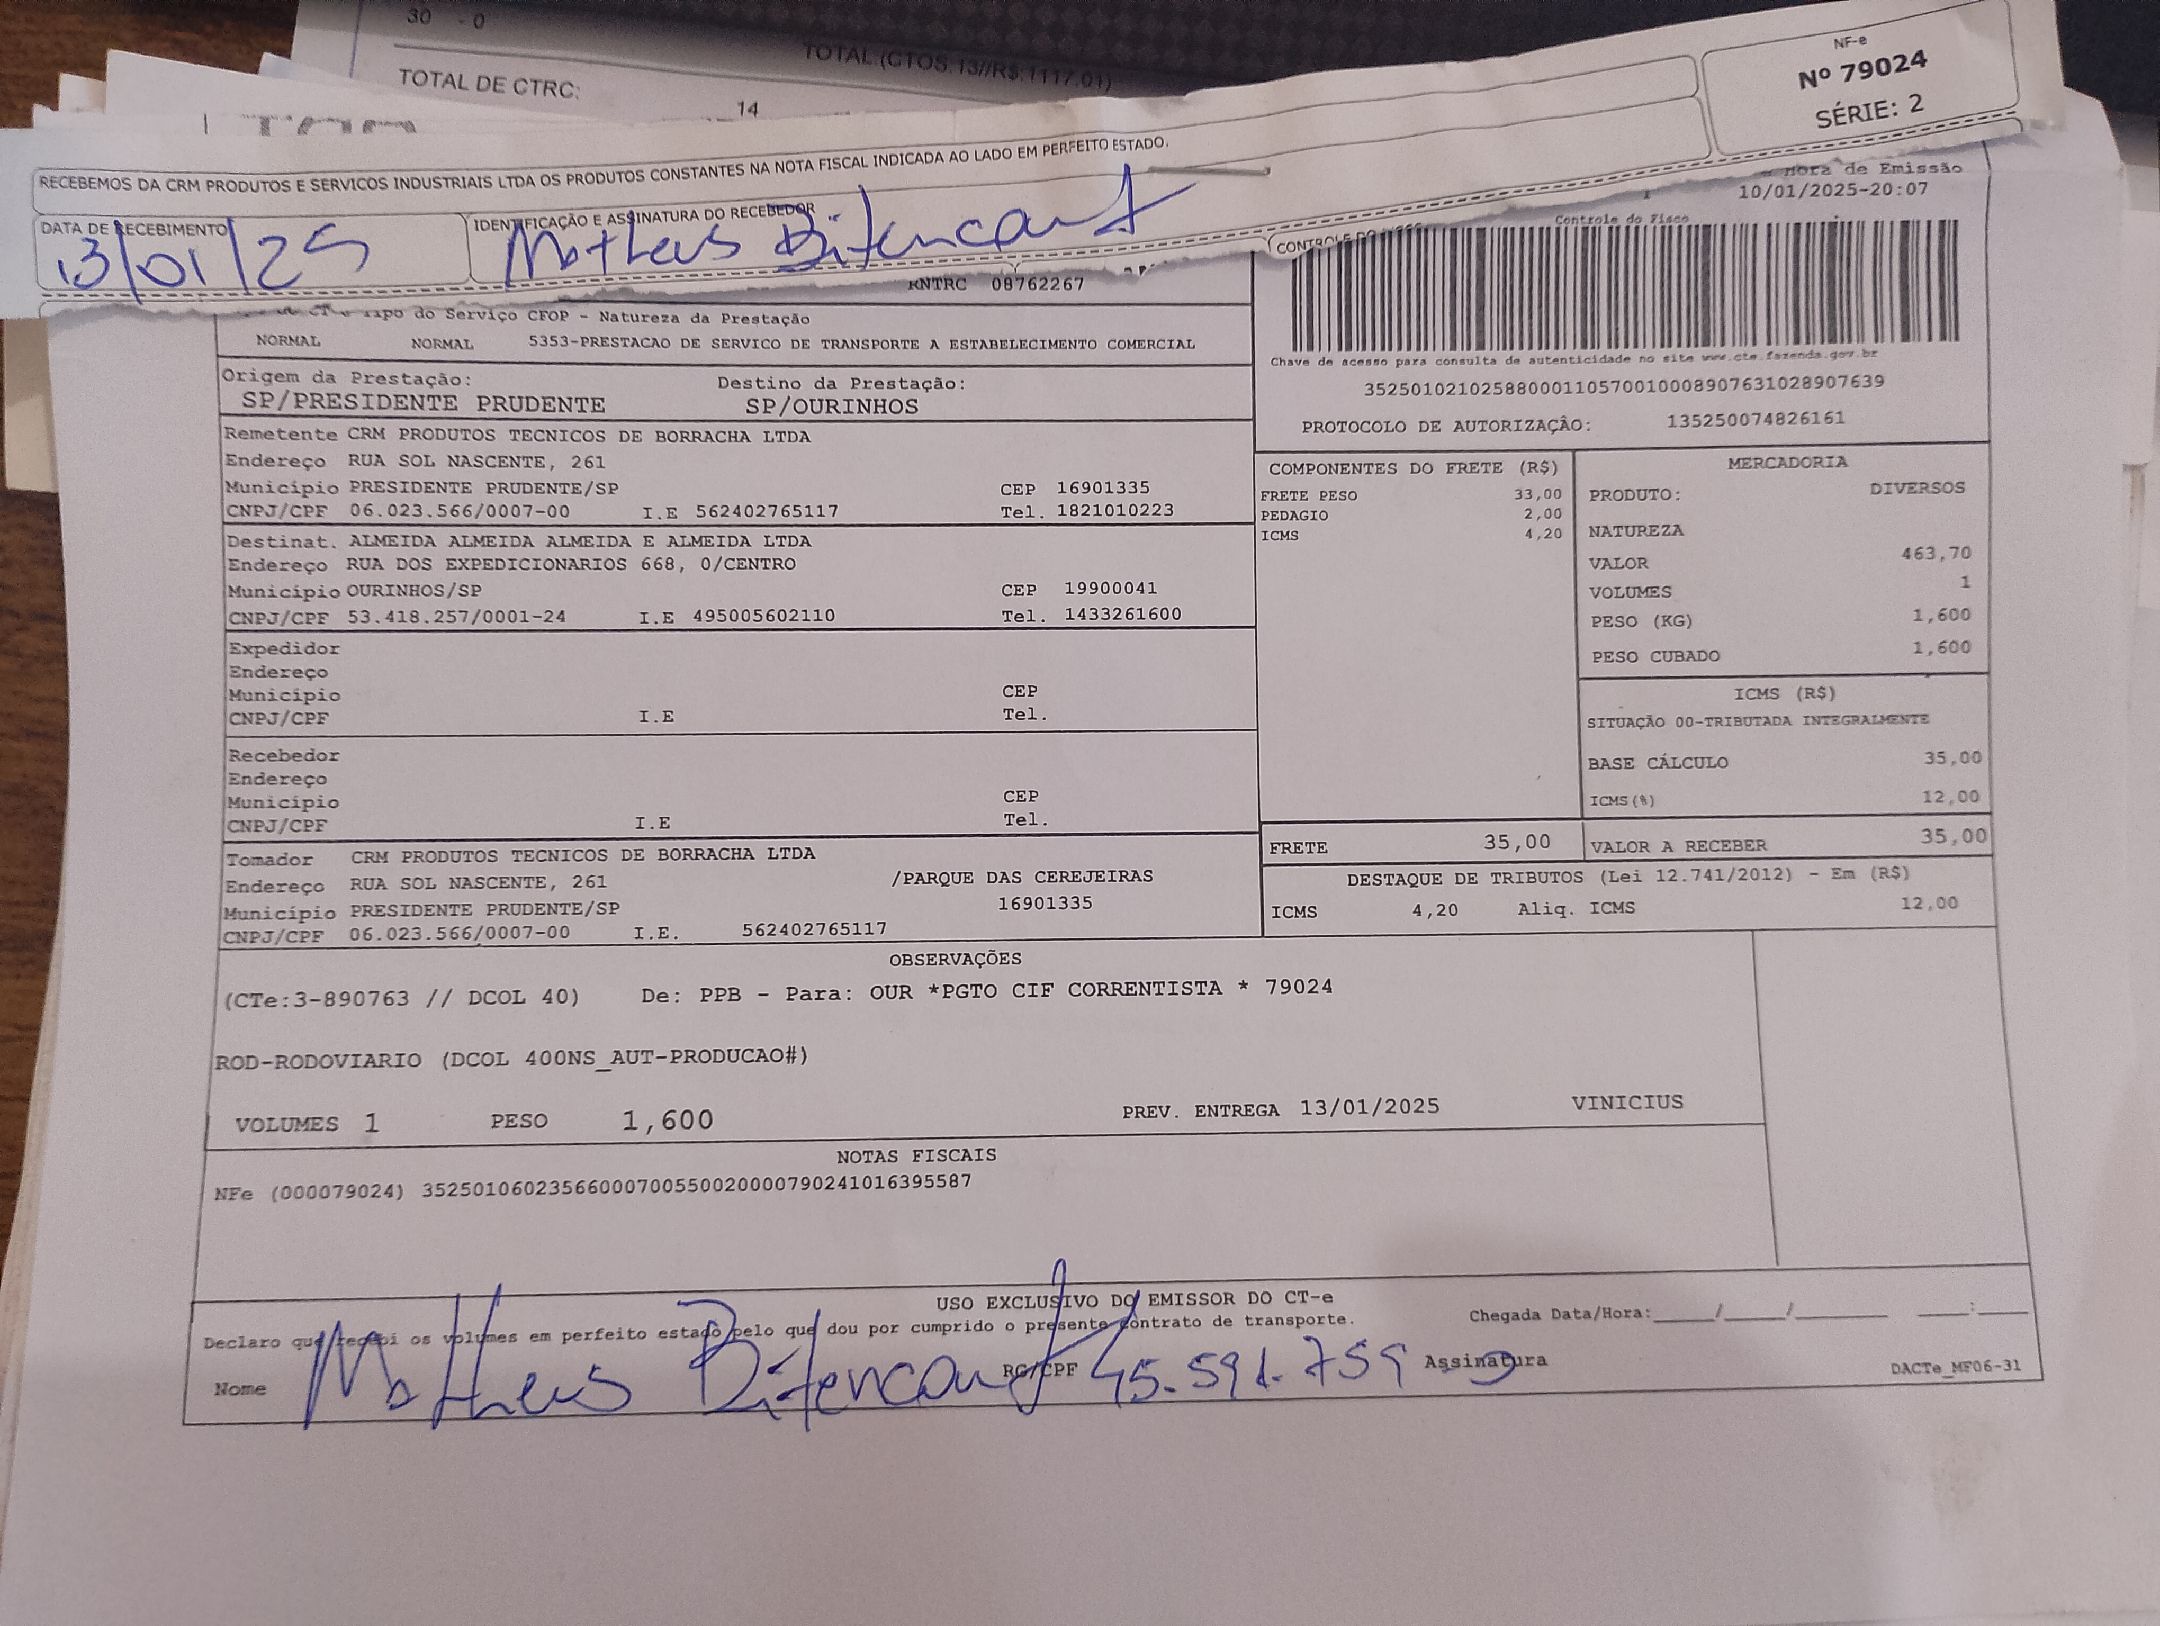 30 - 0
TOTAL (CTOS.13//R$:1117.01)
TOTAL DE CTRC:
14
NF-e
Nº 79024
SÉRIE: 2
RECEBEMOS DA CRM PRODUTOS E SERVICOS INDUSTRIAIS LTDA OS PRODUTOS CONSTANTES NA NOTA FISCAL INDICADA AO LADO EM PERFEITO ESTADO.
DATA DE RECEBIMENTO
13/01/25
IDENTIFICAÇÃO E ASSINATURA DO RECEBEDOR
Matheus Bitencourt
Hora de Emissão
10/01/2025-20:07
Controle do Fisco
RNTRC 08762267
Tipo do Serviço CFOP - Natureza da Prestação
NORMAL NORMAL 5353-PRESTACAO DE SERVICO DE TRANSPORTE A ESTABELECIMENTO COMERCIAL
Chave de acesso para consulta de autenticidade no site www.cte.fazenda.gov.br
35250102102588000110570010008907631028907639
PROTOCOLO DE AUTORIZAÇÃO: 135250074826161
Origem da Prestação: Destino da Prestação:
SP/PRESIDENTE PRUDENTE SP/OURINHOS
Remetente CRM PRODUTOS TECNICOS DE BORRACHA LTDA
Endereço RUA SOL NASCENTE, 261
Município PRESIDENTE PRUDENTE/SP CEP 16901335
CNPJ/CPF 06.023.566/0007-00 I.E 562402765117 Tel. 1821010223
Destinat. ALMEIDA ALMEIDA ALMEIDA E ALMEIDA LTDA
Endereço RUA DOS EXPEDICIONARIOS 668, 0/CENTRO
Município OURINHOS/SP CEP 19900041
CNPJ/CPF 53.418.257/0001-24 I.E 495005602110 Tel. 1433261600
Expedidor
Endereço
Município CEP
CNPJ/CPF I.E Tel.
Recebedor
Endereço
Município CEP
CNPJ/CPF I.E Tel.
Tomador CRM PRODUTOS TECNICOS DE BORRACHA LTDA
Endereço RUA SOL NASCENTE, 261 /PARQUE DAS CEREJEIRAS
Município PRESIDENTE PRUDENTE/SP 16901335
CNPJ/CPF 06.023.566/0007-00 I.E. 562402765117
COMPONENTES DO FRETE (R$)
FRETE PESO 33,00
PEDAGIO 2,00
ICMS 4,20
MERCADORIA
PRODUTO: DIVERSOS
NATUREZA
VALOR 463,70
VOLUMES 1
PESO (KG) 1,600
PESO CUBADO 1,600
ICMS (R$)
SITUAÇÃO 00-TRIBUTADA INTEGRALMENTE
BASE CÁLCULO 35,00
ICMS(%) 12,00
FRETE 35,00 VALOR A RECEBER 35,00
DESTAQUE DE TRIBUTOS (Lei 12.741/2012) - Em (R$)
ICMS 4,20 Aliq. ICMS 12,00
OBSERVAÇÕES
(CTe:3-890763 // DCOL 40) De: PPB - Para: OUR *PGTO CIF CORRENTISTA * 79024
ROD-RODOVIARIO (DCOL 400NS_AUT-PRODUCAO#)
VOLUMES 1 PESO 1,600 PREV. ENTREGA 13/01/2025 VINICIUS
NOTAS FISCAIS
NFe (000079024) 35250106023566000700550020000790241016395587
USO EXCLUSIVO DO EMISSOR DO CT-e
Declaro que recebi os volumes em perfeito estado pelo que dou por cumprido o presente contrato de transporte.
Chegada Data/Hora:_____/_____/________ ____:____
Nome Matheus Bitencourt RG/CPF 45.591.759 Assinatura
DACTe_MF06-31